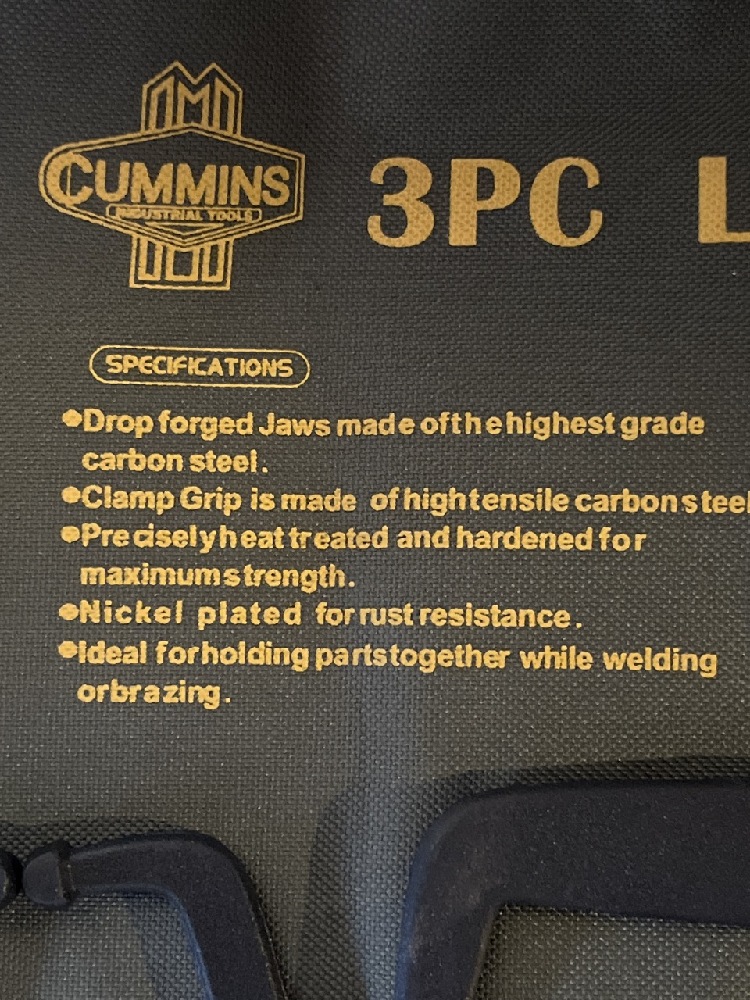 CUMMINS
INDUSTRIAL TOOLS
3PC L
SPECIFICATIONS
●Drop forged Jaws made of the highest grade
carbon steel.
●Clamp Grip is made of high tensile carbon steel
●Precisely heat treated and hardened for
maximum strength.
●Nickel plated for rust resistance.
●Ideal for holding parts together while welding
or brazing.